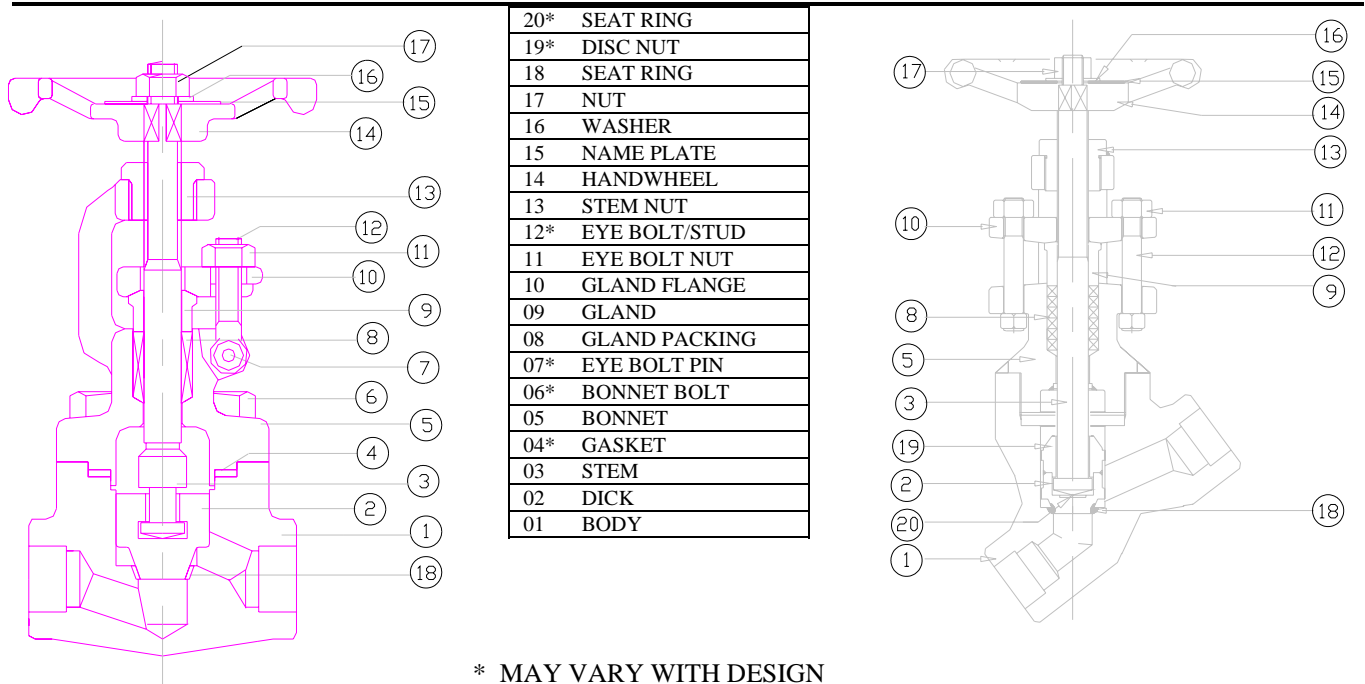 17
16
15
14
13
12
11
10
9
8
7
6
5
4
3
2
1
18
20* SEAT RING
19* DISC NUT
18 SEAT RING
17 NUT
16 WASHER
15 NAME PLATE
14 HANDWHEEL
13 STEM NUT
12* EYE BOLT/STUD
11 EYE BOLT NUT
10 GLAND FLANGE
09 GLAND
08 GLAND PACKING
07* EYE BOLT PIN
06* BONNET BOLT
05 BONNET
04* GASKET
03 STEM
02 DICK
01 BODY
17
10
8
5
3
19
2
20
1
16
15
14
13
11
12
9
18
* MAY VARY WITH DESIGN